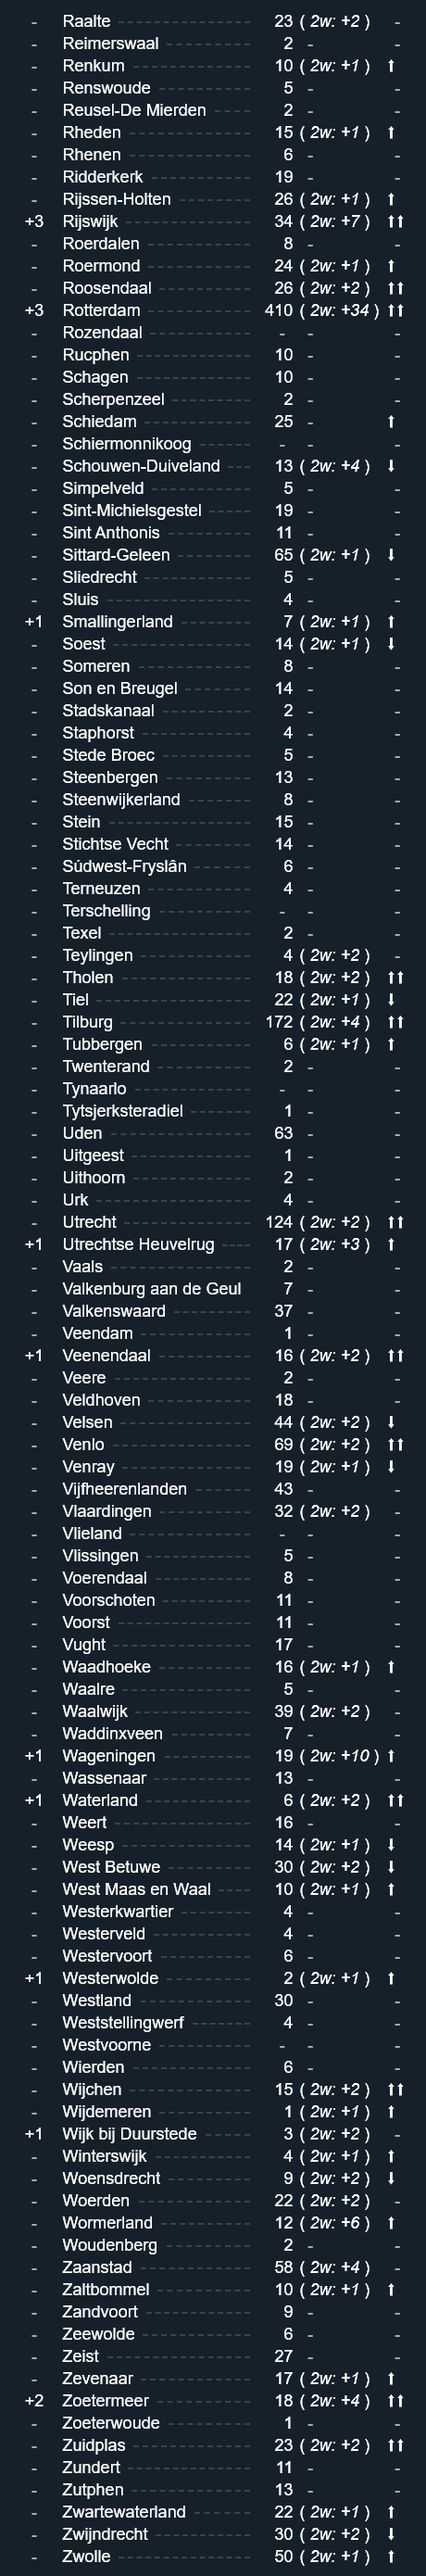 - Raalte 23 ( 2w: +2 ) -
- Reimerswaal 2 - -
- Renkum 10 ( 2w: +1 ) ⬆
- Renswoude 5 - -
- Reusel-De Mierden 2 - -
- Rheden 15 ( 2w: +1 ) ⬆
- Rhenen 6 - -
- Ridderkerk 19 - -
- Rijssen-Holten 26 ( 2w: +1 ) ⬆
+3 Rijswijk 34 ( 2w: +7 ) ⬆⬆
- Roerdalen 8 - -
- Roermond 24 ( 2w: +1 ) ⬆
- Roosendaal 26 ( 2w: +2 ) ⬆⬆
+3 Rotterdam 410 ( 2w: +34 ) ⬆⬆
- Rozendaal - - -
- Rucphen 10 - -
- Schagen 10 - -
- Scherpenzeel 2 - -
- Schiedam 25 - ⬆
- Schiermonnikoog - - -
- Schouwen-Duiveland 13 ( 2w: +4 ) ⬇
- Simpelveld 5 - -
- Sint-Michielsgestel 19 - -
- Sint Anthonis 11 - -
- Sittard-Geleen 65 ( 2w: +1 ) ⬇
- Sliedrecht 5 - -
- Sluis 4 - -
+1 Smallingerland 7 ( 2w: +1 ) ⬆
- Soest 14 ( 2w: +1 ) ⬇
- Someren 8 - -
- Son en Breugel 14 - -
- Stadskanaal 2 - -
- Staphorst 4 - -
- Stede Broec 5 - -
- Steenbergen 13 - -
- Steenwijkerland 8 - -
- Stein 15 - -
- Stichtse Vecht 14 - -
- Súdwest-Fryslân 6 - -
- Terneuzen 4 - -
- Terschelling - - -
- Texel 2 - -
- Teylingen 4 ( 2w: +2 ) -
- Tholen 18 ( 2w: +2 ) ⬆⬆
- Tiel 22 ( 2w: +1 ) ⬇
- Tilburg 172 ( 2w: +4 ) ⬆⬆
- Tubbergen 6 ( 2w: +1 ) ⬆
- Twenterand 2 - -
- Tynaarlo - - -
- Tytsjerksteradiel 1 - -
- Uden 63 - -
- Uitgeest 1 - -
- Uithoorn 2 - -
- Urk 4 - -
- Utrecht 124 ( 2w: +2 ) ⬆⬆
+1 Utrechtse Heuvelrug 17 ( 2w: +3 ) ⬆
- Vaals 2 - -
- Valkenburg aan de Geul 7 - -
- Valkenswaard 37 - -
- Veendam 1 - -
+1 Veenendaal 16 ( 2w: +2 ) ⬆⬆
- Veere 2 - -
- Veldhoven 18 - -
- Velsen 44 ( 2w: +2 ) ⬇
- Venlo 69 ( 2w: +2 ) ⬆⬆
- Venray 19 ( 2w: +1 ) ⬇
- Vijfheerenlanden 43 - -
- Vlaardingen 32 ( 2w: +2 ) -
- Vlieland - - -
- Vlissingen 5 - -
- Voerendaal 8 - -
- Voorschoten 11 - -
- Voorst 11 - -
- Vught 17 - -
- Waadhoeke 16 ( 2w: +1 ) ⬆
- Waalre 5 - -
- Waalwijk 39 ( 2w: +2 ) -
- Waddinxveen 7 - -
+1 Wageningen 19 ( 2w: +10 ) ⬆
- Wassenaar 13 - -
+1 Waterland 6 ( 2w: +2 ) ⬆⬆
- Weert 16 - -
- Weesp 14 ( 2w: +1 ) ⬇
- West Betuwe 30 ( 2w: +2 ) ⬇
- West Maas en Waal 10 ( 2w: +1 ) ⬆
- Westerkwartier 4 - -
- Westerveld 4 - -
- Westervoort 6 - -
+1 Westerwolde 2 ( 2w: +1 ) ⬆
- Westland 30 - -
- Weststellingwerf 4 - -
- Westvoorne - - -
- Wierden 6 - -
- Wijchen 15 ( 2w: +2 ) ⬆⬆
- Wijdemeren 1 ( 2w: +1 ) ⬆
+1 Wijk bij Duurstede 3 ( 2w: +2 ) -
- Winterswijk 4 ( 2w: +1 ) ⬆
- Woensdrecht 9 ( 2w: +2 ) ⬇
- Woerden 22 ( 2w: +2 ) -
- Wormerland 12 ( 2w: +6 ) ⬆
- Woudenberg 2 - -
- Zaanstad 58 ( 2w: +4 ) -
- Zaltbommel 10 ( 2w: +1 ) ⬆
- Zandvoort 9 - -
- Zeewolde 6 - -
- Zeist 27 - -
- Zevenaar 17 ( 2w: +1 ) ⬆
+2 Zoetermeer 18 ( 2w: +4 ) ⬆⬆
- Zoeterwoude 1 - -
- Zuidplas 23 ( 2w: +2 ) ⬆⬆
- Zundert 11 - -
- Zutphen 13 - -
- Zwartewaterland 22 ( 2w: +1 ) ⬆
- Zwijndrecht 30 ( 2w: +2 ) ⬇
- Zwolle 50 ( 2w: +1 ) ⬆